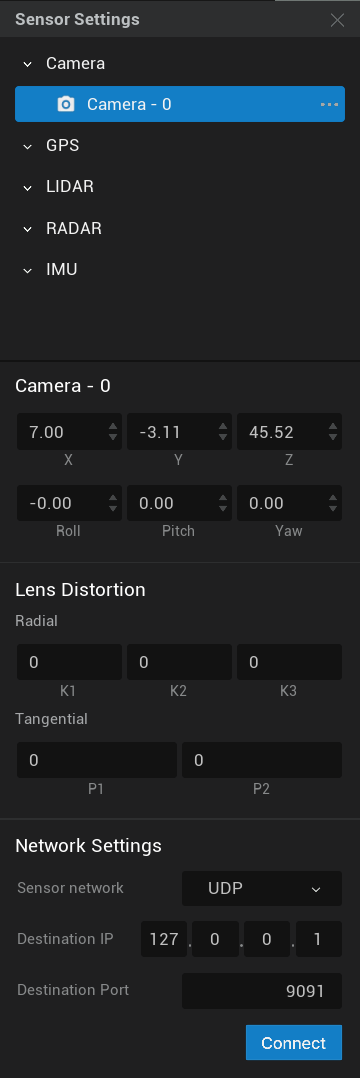 Sensor Settings
Camera
Camera - 0
GPS
LIDAR
RADAR
IMU
Camera - 0
7.00 -3.11 45.52
X Y Z
-0.00 0.00 0.00
Roll Pitch Yaw
Lens Distortion
Radial
0 0 0
K1 K2 K3
Tangential
0 0
P1 P2
Network Settings
Sensor network UDP
Destination IP 127 . 0 . 0 . 1
Destination Port 9091
Connect